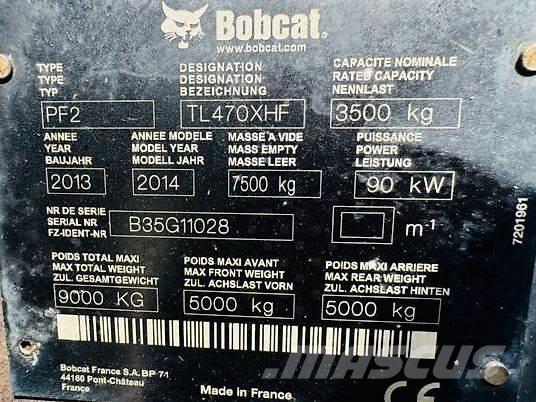 Bobcat
www.bobcat.com
TYPE DESIGNATION CAPACITE NOMINALE
TYPE DESIGNATION RATED CAPACITY
TYP BEZEICHNUNG NENNLAST
PF2 TL470XHF 3500 kg
ANNEE ANNEE MODELE MASSE A VIDE PUISSANCE
YEAR MODEL YEAR MASS EMPTY POWER
BAUJAHR MODELL JAHR MASSE LEER LEISTUNG
2013 2014 7500 kg 90 kW
NR DE SERIE
SERIAL NR
FZ-IDENT-NR
B35G11028
m⁻¹
7201961
POIDS TOTAL MAXI POIDS MAXI AVANT POIDS MAXI ARRIERE
MAX TOTAL WEIGHT MAX FRONT WEIGHT MAX REAR WEIGHT
ZUL. GESAMTGEWICHT ZUL. ACHSLAST VORN ZUL. ACHSLAST HINTEN
9000 KG 5000 kg 5000 kg
Bobcat France S.A. BP 71
44160 Pont-Château
France
Made in France
CE
MASCUS